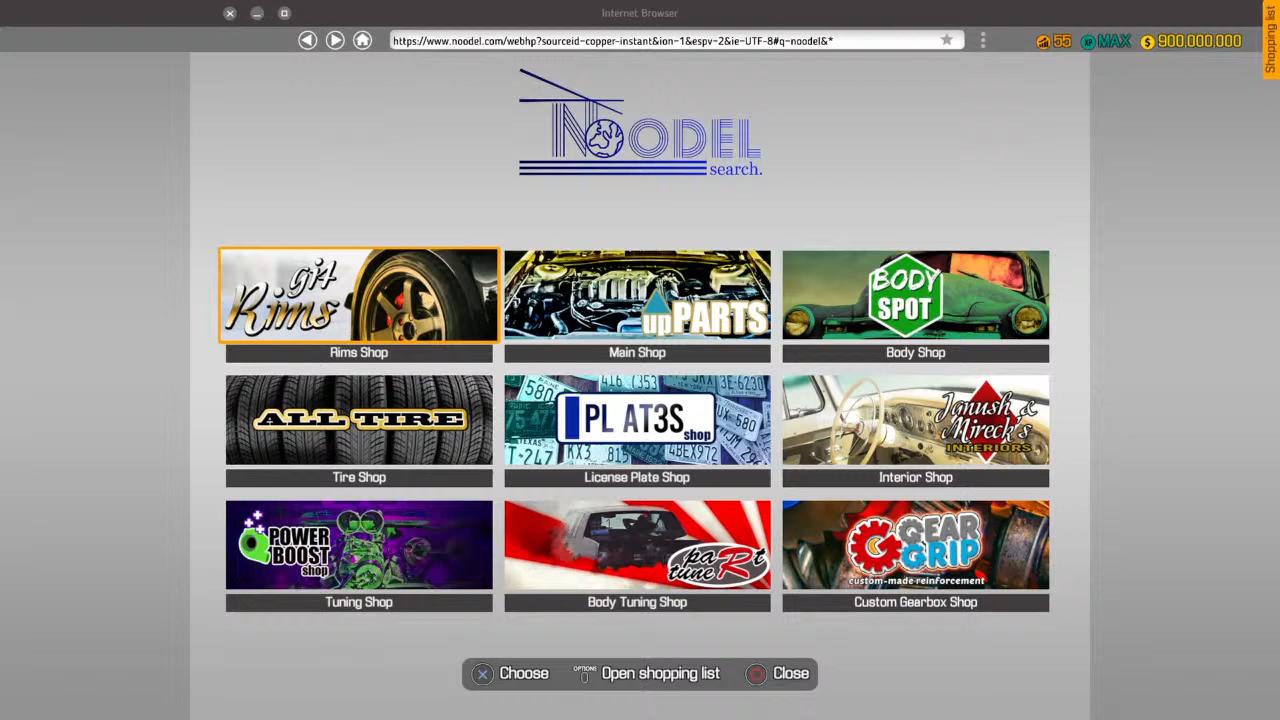 Internet Browser
https://www.noodel.com/webhp?sourceid-copper-instant&ion-1&espv-2&ie-UTF-8#q-noodel&*
55 XP MAX $ 900,000,000
Shopping list
NOODEL
search.
gj4
Rims
upPARTS
BODY
SPOT
Rims Shop
Main Shop
Body Shop
ALL TIRE
PL AT3S
shop
Janush &
Mireck's
INTERIORS
Tire Shop
License Plate Shop
Interior Shop
POWER
BOOST
shop
paRt
tune
GEAR
GRIP
custom-made reinforcement
Tuning Shop
Body Tuning Shop
Custom Gearbox Shop
Choose
OPTIONS
Open shopping list
Close